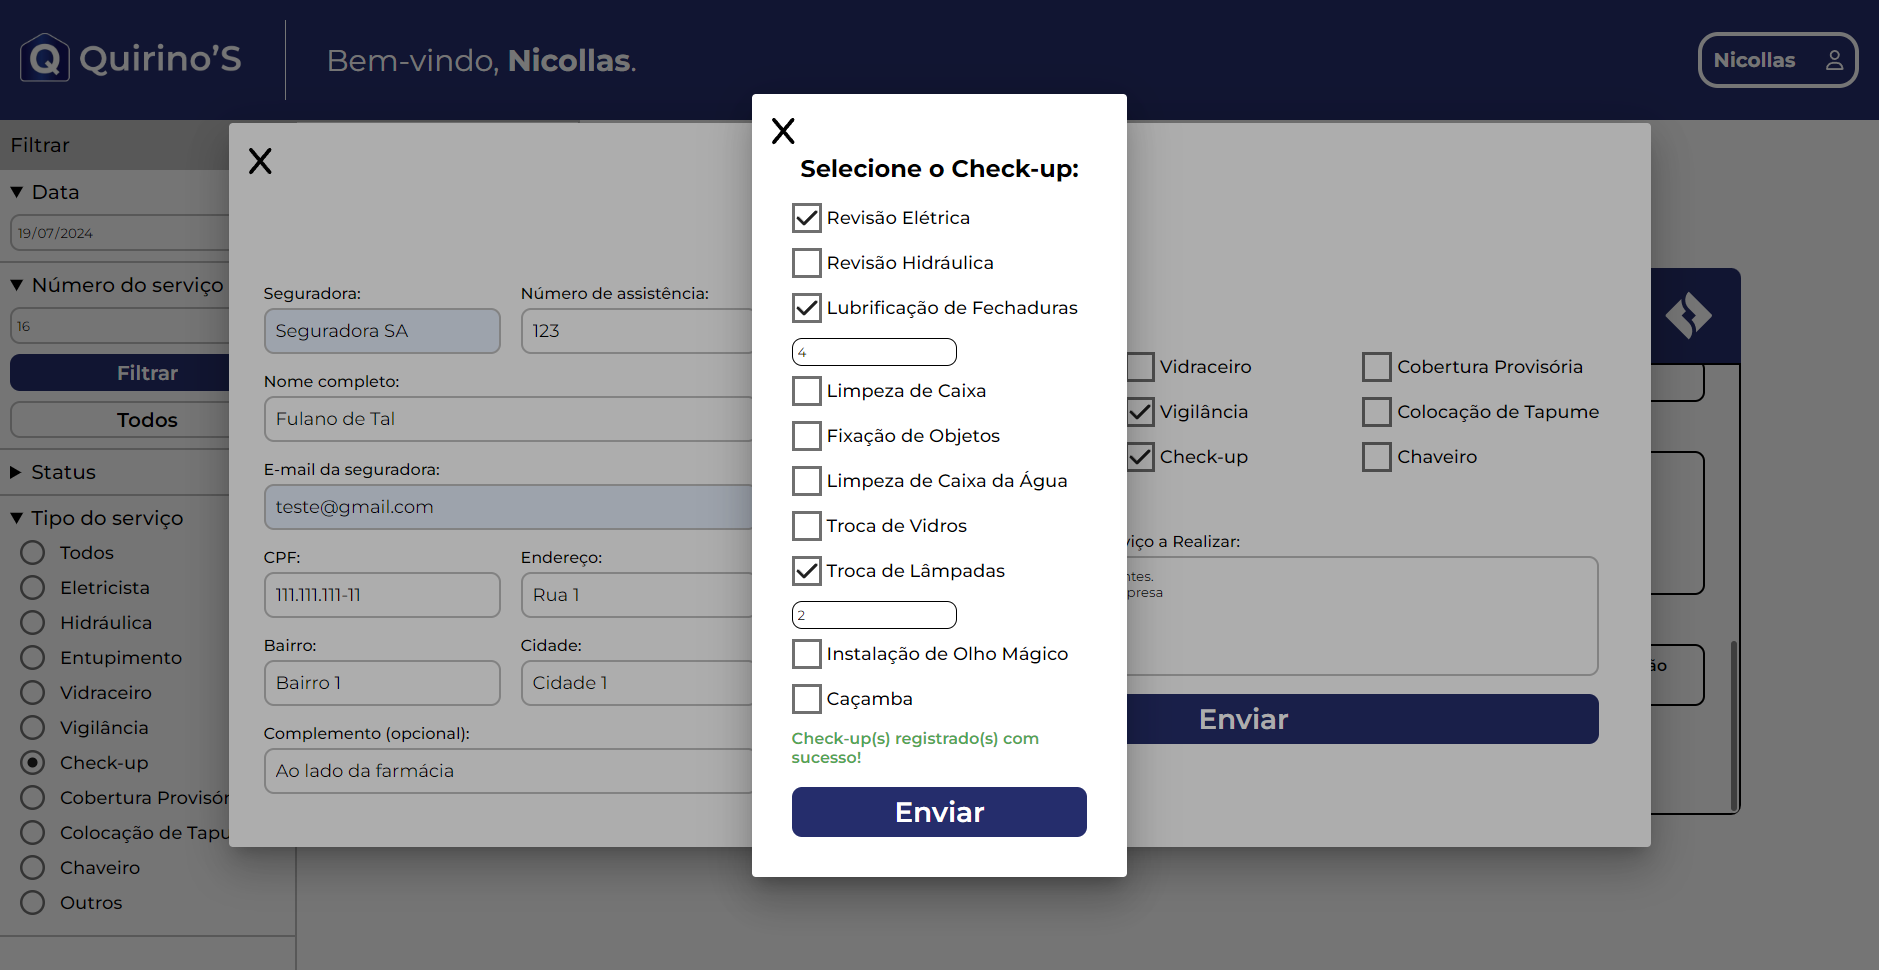 Quirino'S
Bem-vindo, Nicollas.
Nicollas
Filtrar
Data
19/07/2024
Número do serviço
16
Filtrar
Todos
Status
Tipo do serviço
Todos
Eletricista
Hidráulica
Entupimento
Vidraceiro
Vigilância
Check-up
Cobertura Provisór
Colocação de Tapu
Chaveiro
Outros
X
Seguradora:
Seguradora SA
Número de assistência:
123
Nome completo:
Fulano de Tal
E-mail da seguradora:
teste@gmail.com
CPF:
111.111.111-11
Endereço:
Rua 1
Bairro:
Bairro 1
Cidade:
Cidade 1
Complemento (opcional):
Ao lado da farmácia
X
Selecione o Check-up:
Revisão Elétrica
Revisão Hidráulica
Lubrificação de Fechaduras
4
Limpeza de Caixa
Fixação de Objetos
Limpeza de Caixa da Água
Troca de Vidros
Troca de Lâmpadas
2
Instalação de Olho Mágico
Caçamba
Check-up(s) registrado(s) com
sucesso!
Enviar
Vidraceiro
Cobertura Provisória
Vigilância
Colocação de Tapume
Check-up
Chaveiro
viço a Realizar:
ntes.
presa
Enviar
ão